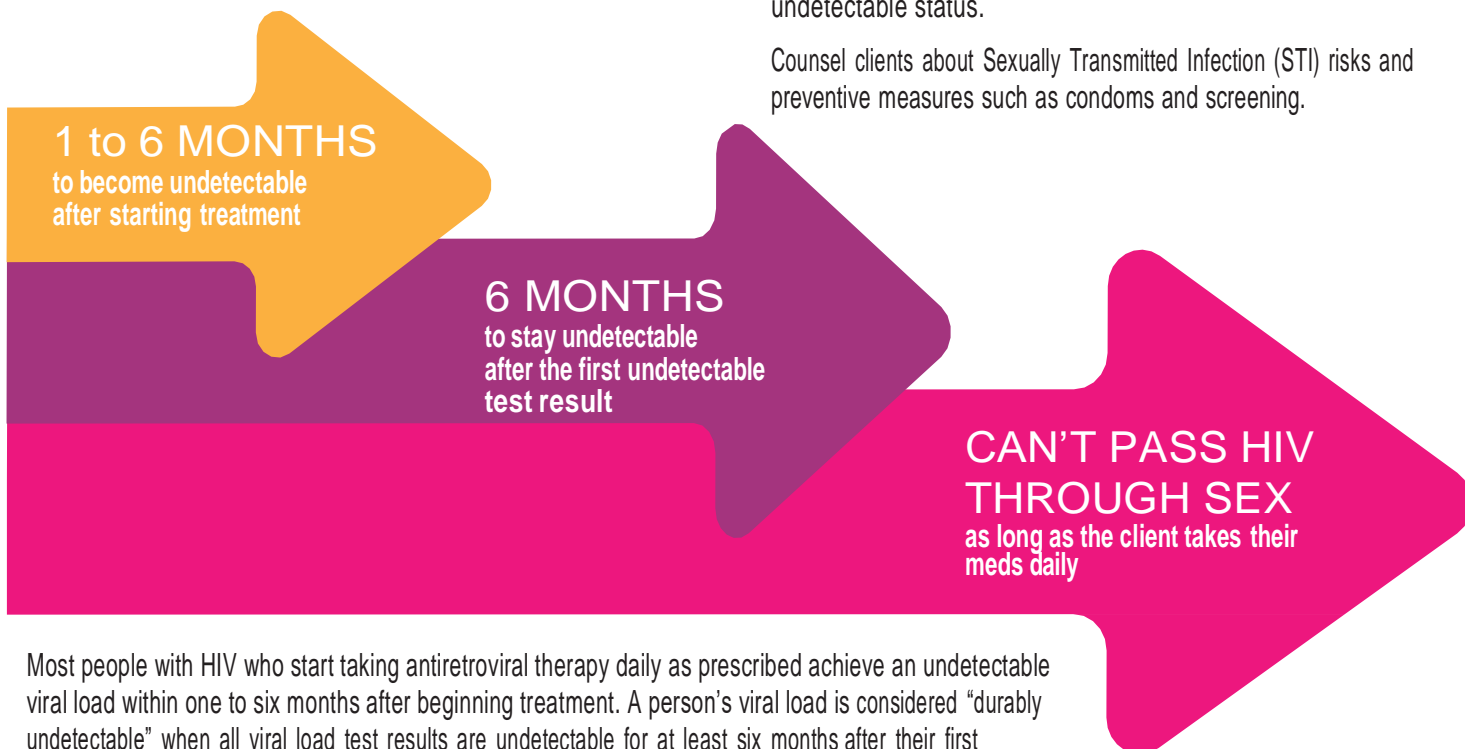 undetectable status.
Counsel clients about Sexually Transmitted Infection (STI) risks and
preventive measures such as condoms and screening.
1 to 6 MONTHS
to become undetectable
after starting treatment
6 MONTHS
to stay undetectable
after the first undetectable
test result
CAN'T PASS HIV
THROUGH SEX
as long as the client takes their
meds daily
Most people with HIV who start taking antiretroviral therapy daily as prescribed achieve an undetectable
viral load within one to six months after beginning treatment. A person's viral load is considered “durably
undetectable” when all viral load test results are undetectable for at least six months after their first